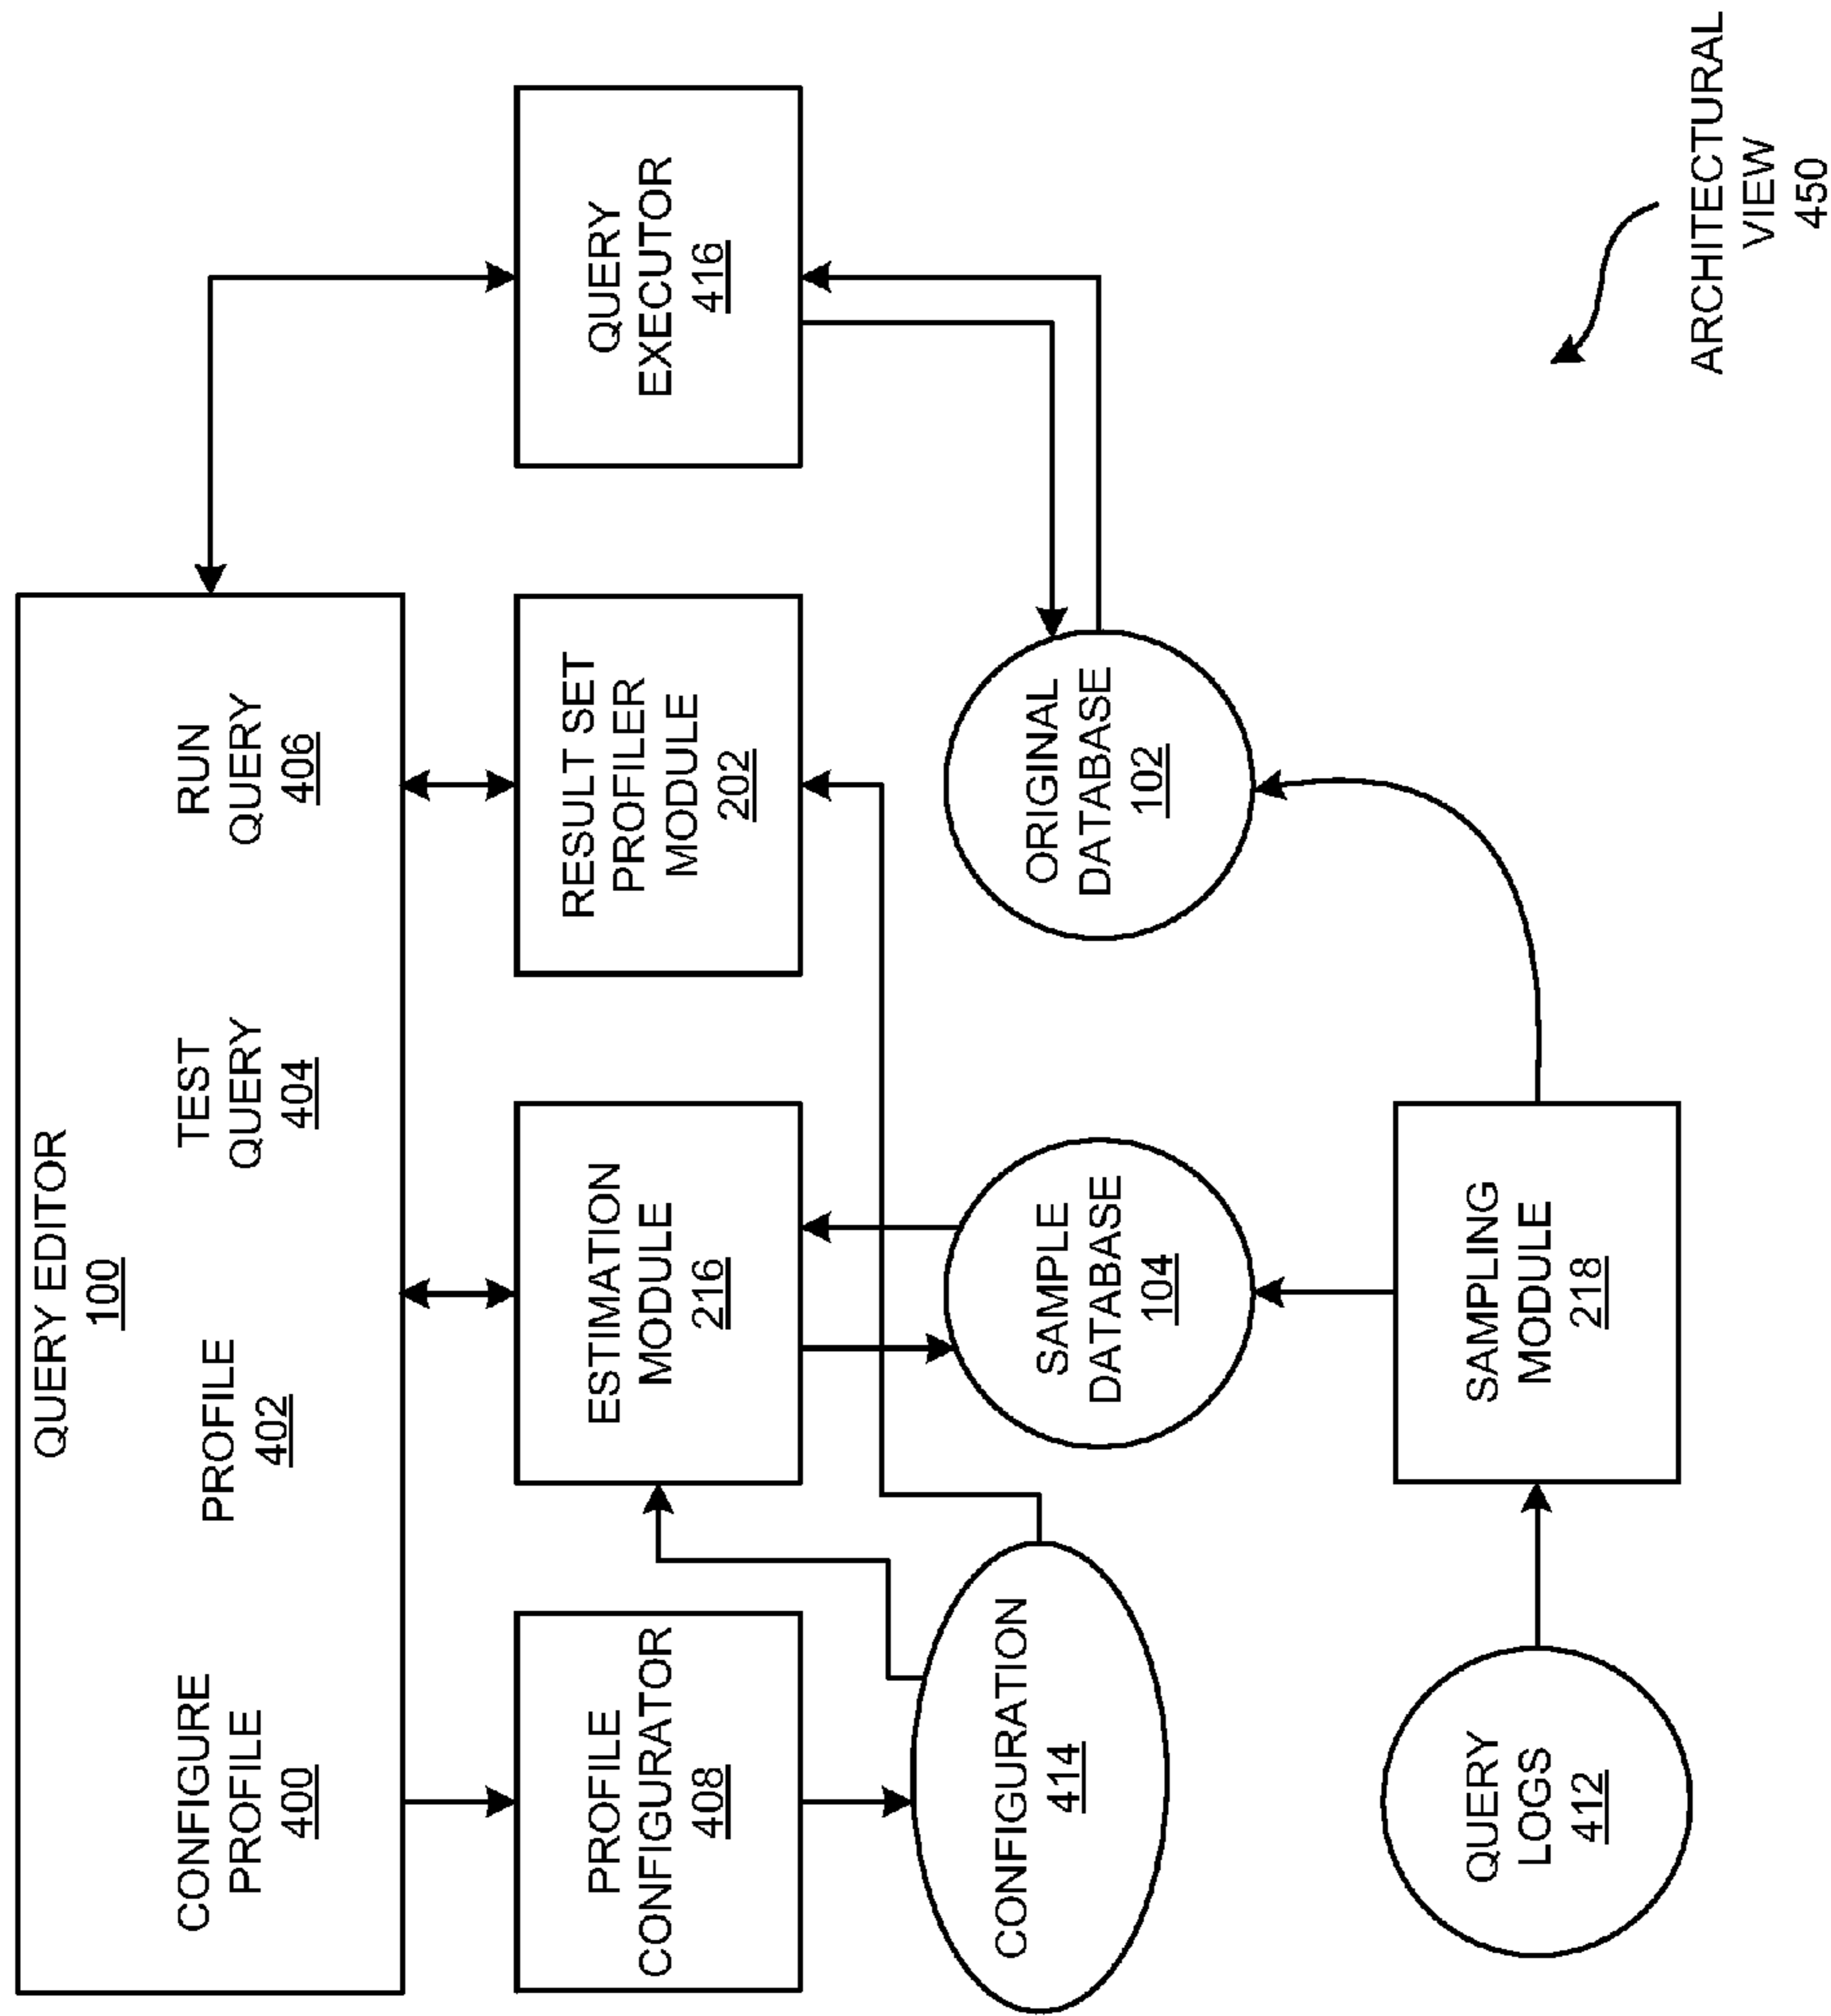 QUERY EDITOR
100
CONFIGURE
PROFILE
400
PROFILE
402
TEST
QUERY
404
RUN
QUERY
406
PROFILE
CONFIGURATOR
408
ESTIMATION
MODULE
216
RESULT SET
PROFILER
MODULE
202
QUERY
EXECUTOR
416
CONFIGURATION
414
SAMPLE
DATABASE
104
ORIGINAL
DATABASE
102
QUERY
LOGS
412
SAMPLING
MODULE
218
ARCHITECTURAL
VIEW
450